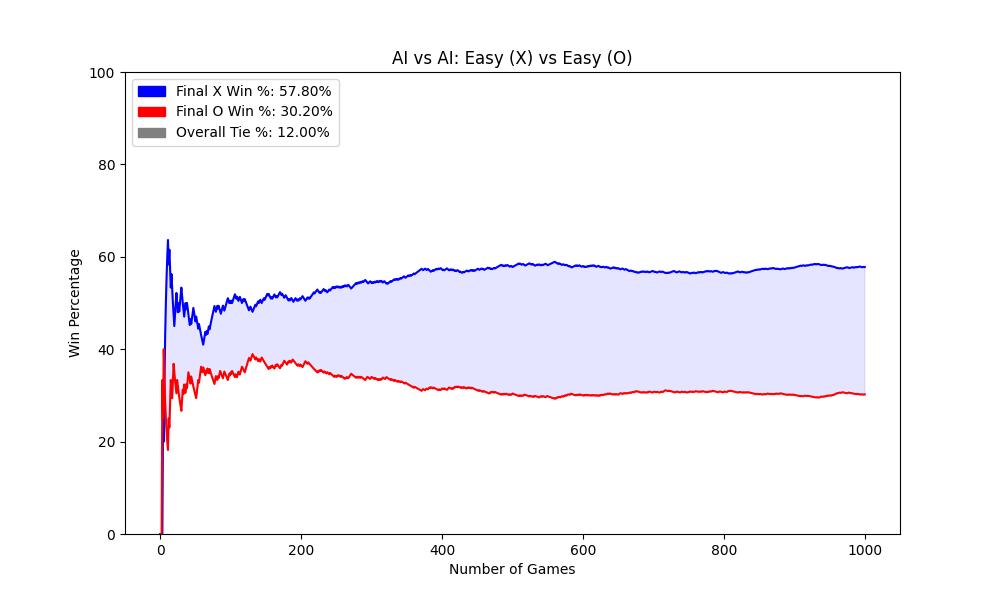 AI vs AI: Easy (X) vs Easy (O)
Final X Win %: 57.80%
Final O Win %: 30.20%
Overall Tie %: 12.00%
Win Percentage
100
80
60
40
20
0
0 200 400 600 800 1000
Number of Games